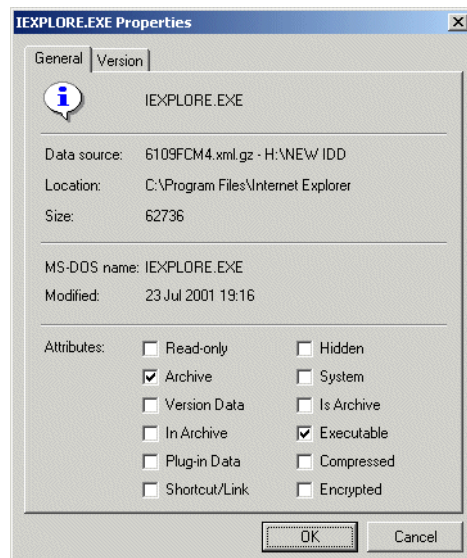 IEXPLORE.EXE Properties
General Version
IEXPLORE.EXE
Data source: 6109FCM4.xml.gz - H:\NEW IDD
Location: C:\Program Files\Internet Explorer
Size: 62736
MS-DOS name: IEXPLORE.EXE
Modified: 23 Jul 2001 19:16
Attributes: Read-only Hidden
Archive System
Version Data Is Archive
In Archive Executable
Plug-in Data Compressed
Shortcut/Link Encrypted
OK Cancel